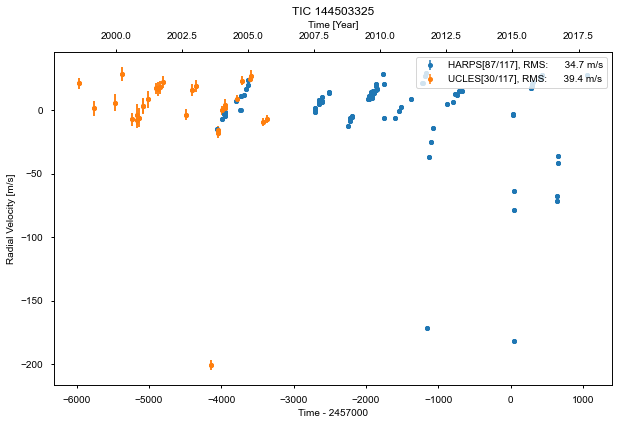 TIC 144503325
Time [Year]
2000.0 2002.5 2005.0 2007.5 2010.0 2012.5 2015.0 2017.5
HARPS[87/117], RMS: 34.7 m/s
UCLES[30/117], RMS: 39.4 m/s
Radial Velocity [m/s]
0
−50
−100
−150
−200
−6000 −5000 −4000 −3000 −2000 −1000 0 1000
Time - 2457000